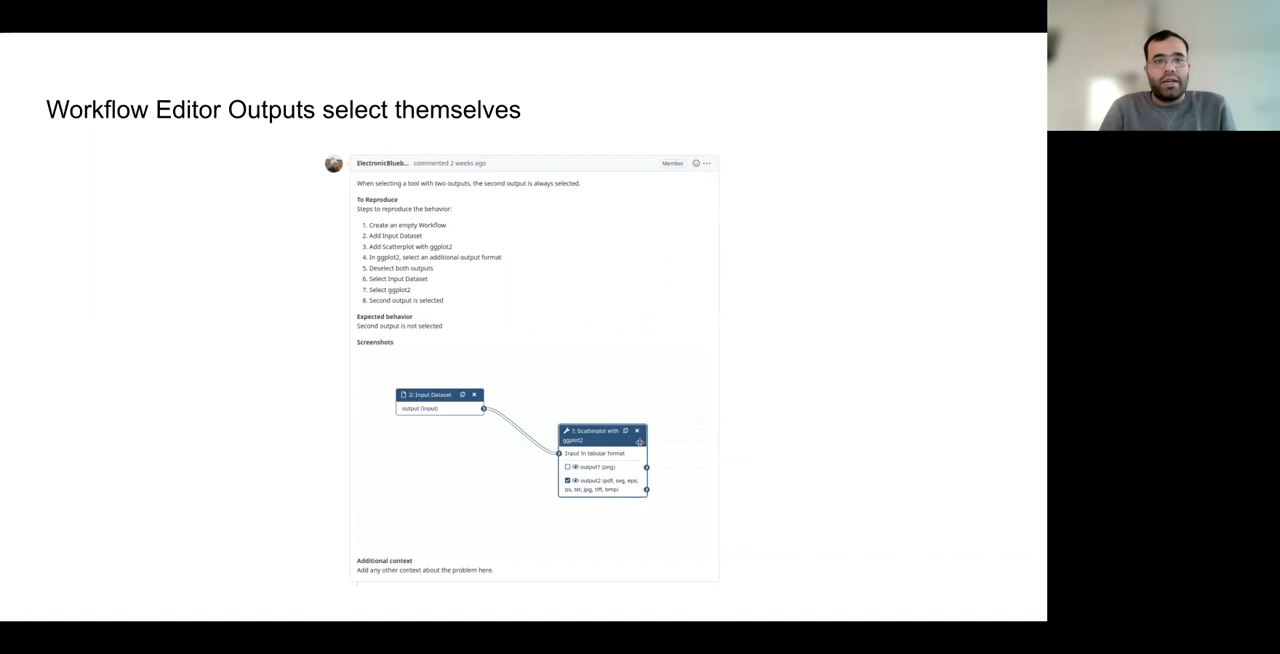 Workflow Editor Outputs select themselves
ElectronicBlueb... commented 2 weeks ago
Member
When selecting a tool with two outputs, the second output is always selected.
To Reproduce
Steps to reproduce the behavior:
1. Create an empty Workflow
2. Add Input Dataset
3. Add Scatterplot with ggplot2
4. In ggplot2, select an additional output format
5. Deselect both outputs
6. Select Input Dataset
7. Select ggplot2
8. Second output is selected
Expected behavior
Second output is not selected
Screenshots
2: Input Dataset
output (input)
1: Scatterplot with
ggplot2
Input in tabular format
output1 (png)
output2 (pdf, svg, eps,
ps, txt, jpg, tiff, bmp)
Additional context
Add any other context about the problem here.